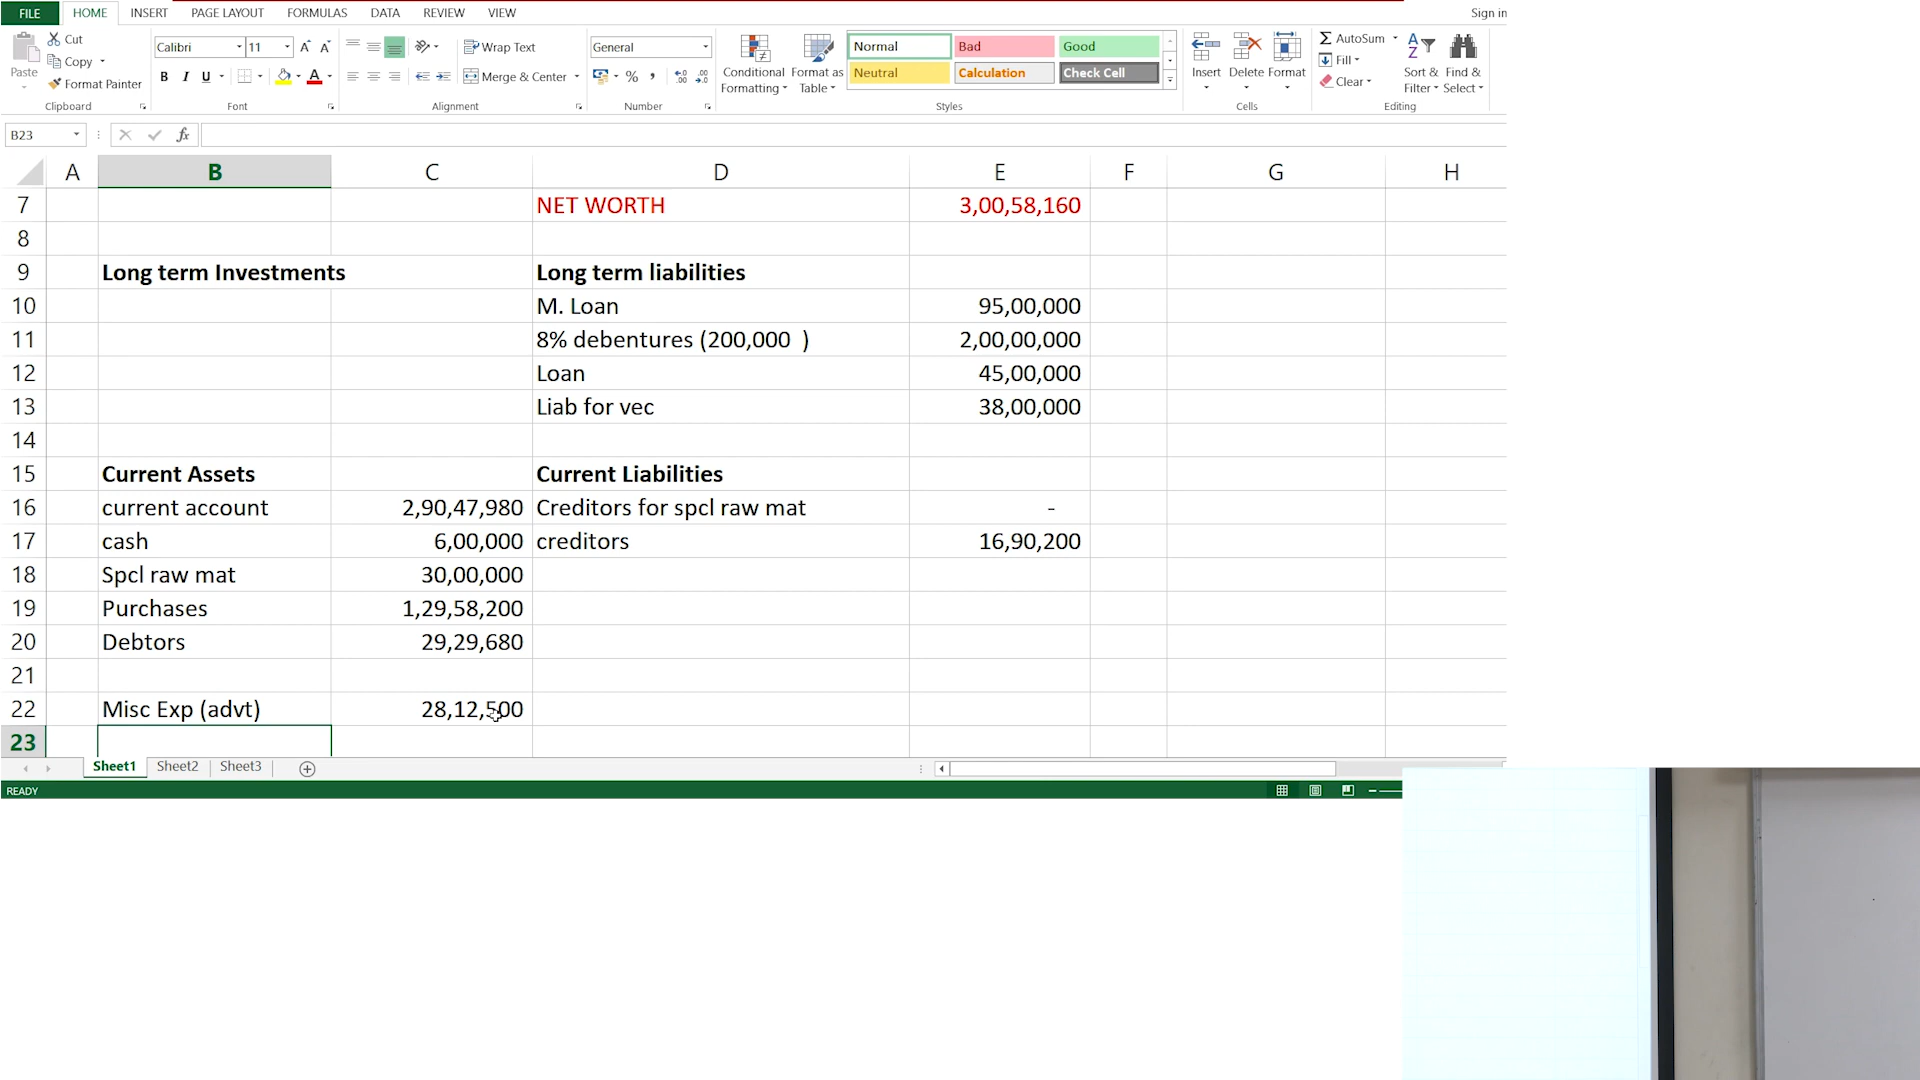 FILE HOME INSERT PAGE LAYOUT FORMULAS DATA REVIEW VIEW Sign in
Cut
Copy
Format Painter
Paste
Clipboard
Calibri 11
B I U
Font
Wrap Text
Merge & Center
Alignment
General
%
Number
Conditional Formatting
Format as Table
Normal Bad Good
Neutral Calculation Check Cell
Styles
Insert Delete Format
Cells
AutoSum
Fill
Clear
Sort & Filter
Find & Select
Editing
B23 fx
A B C D E F G H
7 NET WORTH 3,00,58,160
8
9 Long term Investments Long term liabilities
10 M. Loan 95,00,000
11 8% debentures (200,000 ) 2,00,00,000
12 Loan 45,00,000
13 Liab for vec 38,00,000
14
15 Current Assets Current Liabilities
16 current account 2,90,47,980 Creditors for spcl raw mat -
17 cash 6,00,000 creditors 16,90,200
18 Spcl raw mat 30,00,000
19 Purchases 1,29,58,200
20 Debtors 29,29,680
21
22 Misc Exp (advt) 28,12,500
23
Sheet1 Sheet2 Sheet3
READY